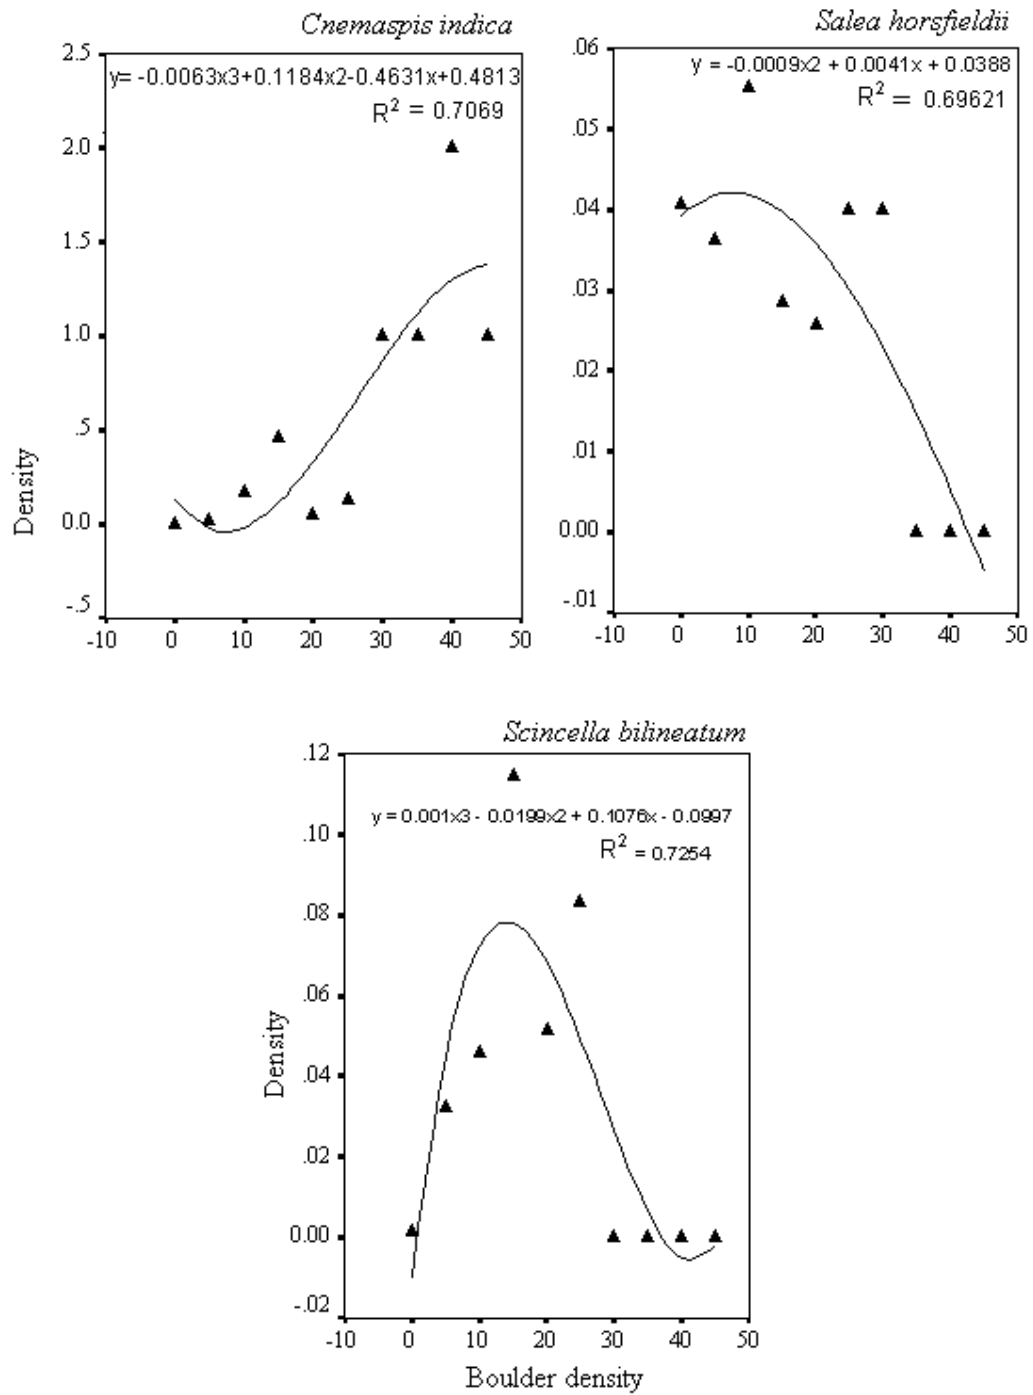 Cnemaspis indica
y= -0.0063x3+0.1184x2-0.4631x+0.4813
R² = 0.7069
2.5
2.0
1.5
1.0
.5
0.0
-.5
Density
-10 0 10 20 30 40 50
Salea horsfieldii
y = -0.0009x2 + 0.0041x + 0.0388
R² = 0.69621
.06
.05
.04
.03
.02
.01
0.00
-.01
-10 0 10 20 30 40 50
Scincella bilineatum
y = 0.001x3 - 0.0199x2 + 0.1076x - 0.0997
R² = 0.7254
.12
.10
.08
.06
.04
.02
0.00
-.02
Density
-10 0 10 20 30 40 50
Boulder density